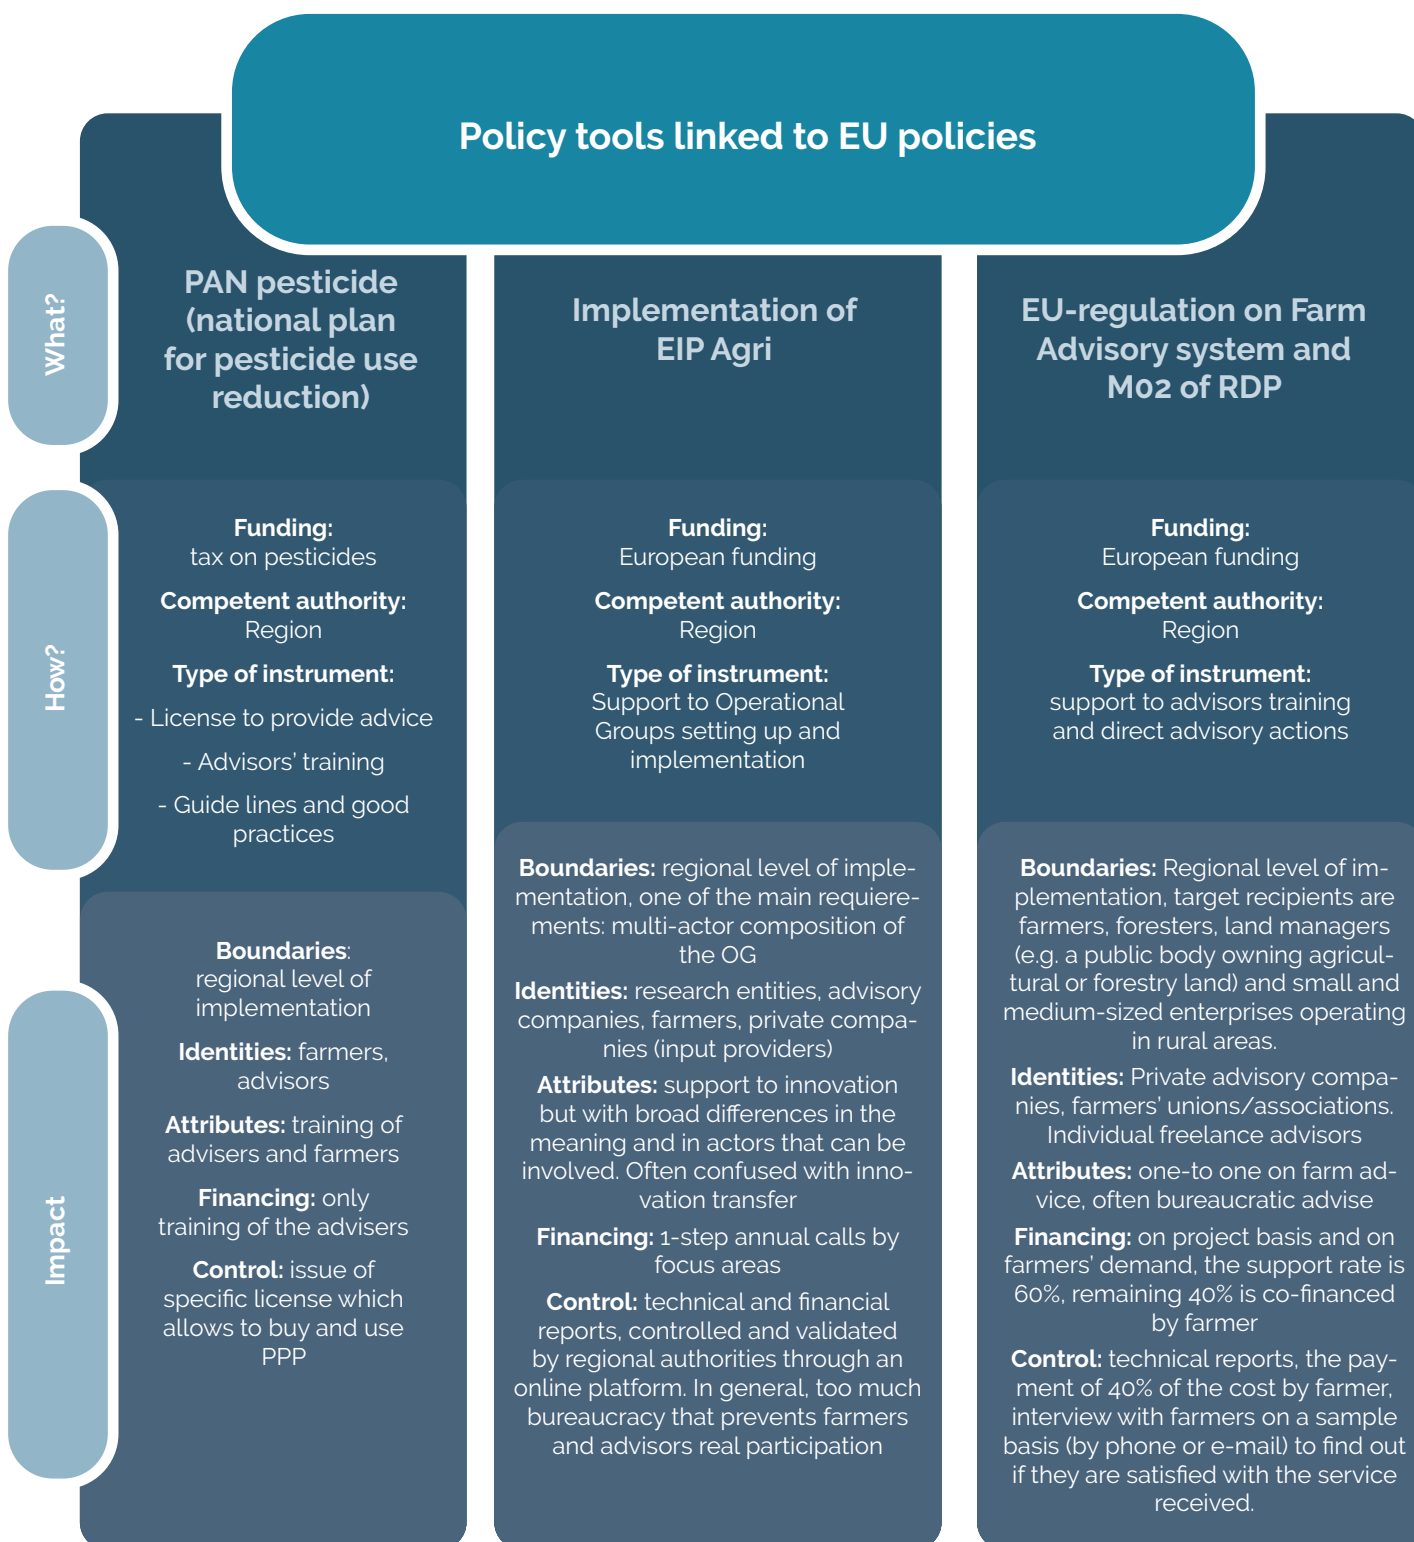 Policy tools linked to EU policies
What?
PAN pesticide
(national plan
for pesticide use
reduction)
Implementation of
EIP Agri
EU-regulation on Farm
Advisory system and
M02 of RDP
How?
Funding:
tax on pesticides
Competent authority:
Region
Type of instrument:
- License to provide advice
- Advisors' training
- Guide lines and good
practices
Funding:
European funding
Competent authority:
Region
Type of instrument:
Support to Operational
Groups setting up and
implementation
Funding:
European funding
Competent authority:
Region
Type of instrument:
support to advisors training
and direct advisory actions
Impact
Boundaries:
regional level of
implementation
Identities: farmers,
advisors
Attributes: training of
advisers and farmers
Financing: only
training of the advisers
Control: issue of
specific license which
allows to buy and use
PPP
Boundaries: regional level of imple-
mentation, one of the main requiere-
ments: multi-actor composition of
the OG
Identities: research entities, advisory
companies, farmers, private compa-
nies (input providers)
Attributes: support to innovation
but with broad differences in the
meaning and in actors that can be
involved. Often confused with inno-
vation transfer
Financing: 1-step annual calls by
focus areas
Control: technical and financial
reports, controlled and validated
by regional authorities through an
online platform. In general, too much
bureaucracy that prevents farmers
and advisors real participation
Boundaries: Regional level of im-
plementation, target recipients are
farmers, foresters, land managers
(e.g. a public body owning agricul-
tural or forestry land) and small and
medium-sized enterprises operating
in rural areas.
Identities: Private advisory compa-
nies, farmers' unions/associations.
Individual freelance advisors
Attributes: one-to one on farm ad-
vice, often bureaucratic advise
Financing: on project basis and on
farmers' demand, the support rate is
60%, remaining 40% is co-financed
by farmer
Control: technical reports, the pay-
ment of 40% of the cost by farmer,
interview with farmers on a sample
basis (by phone or e-mail) to find out
if they are satisfied with the service
received.